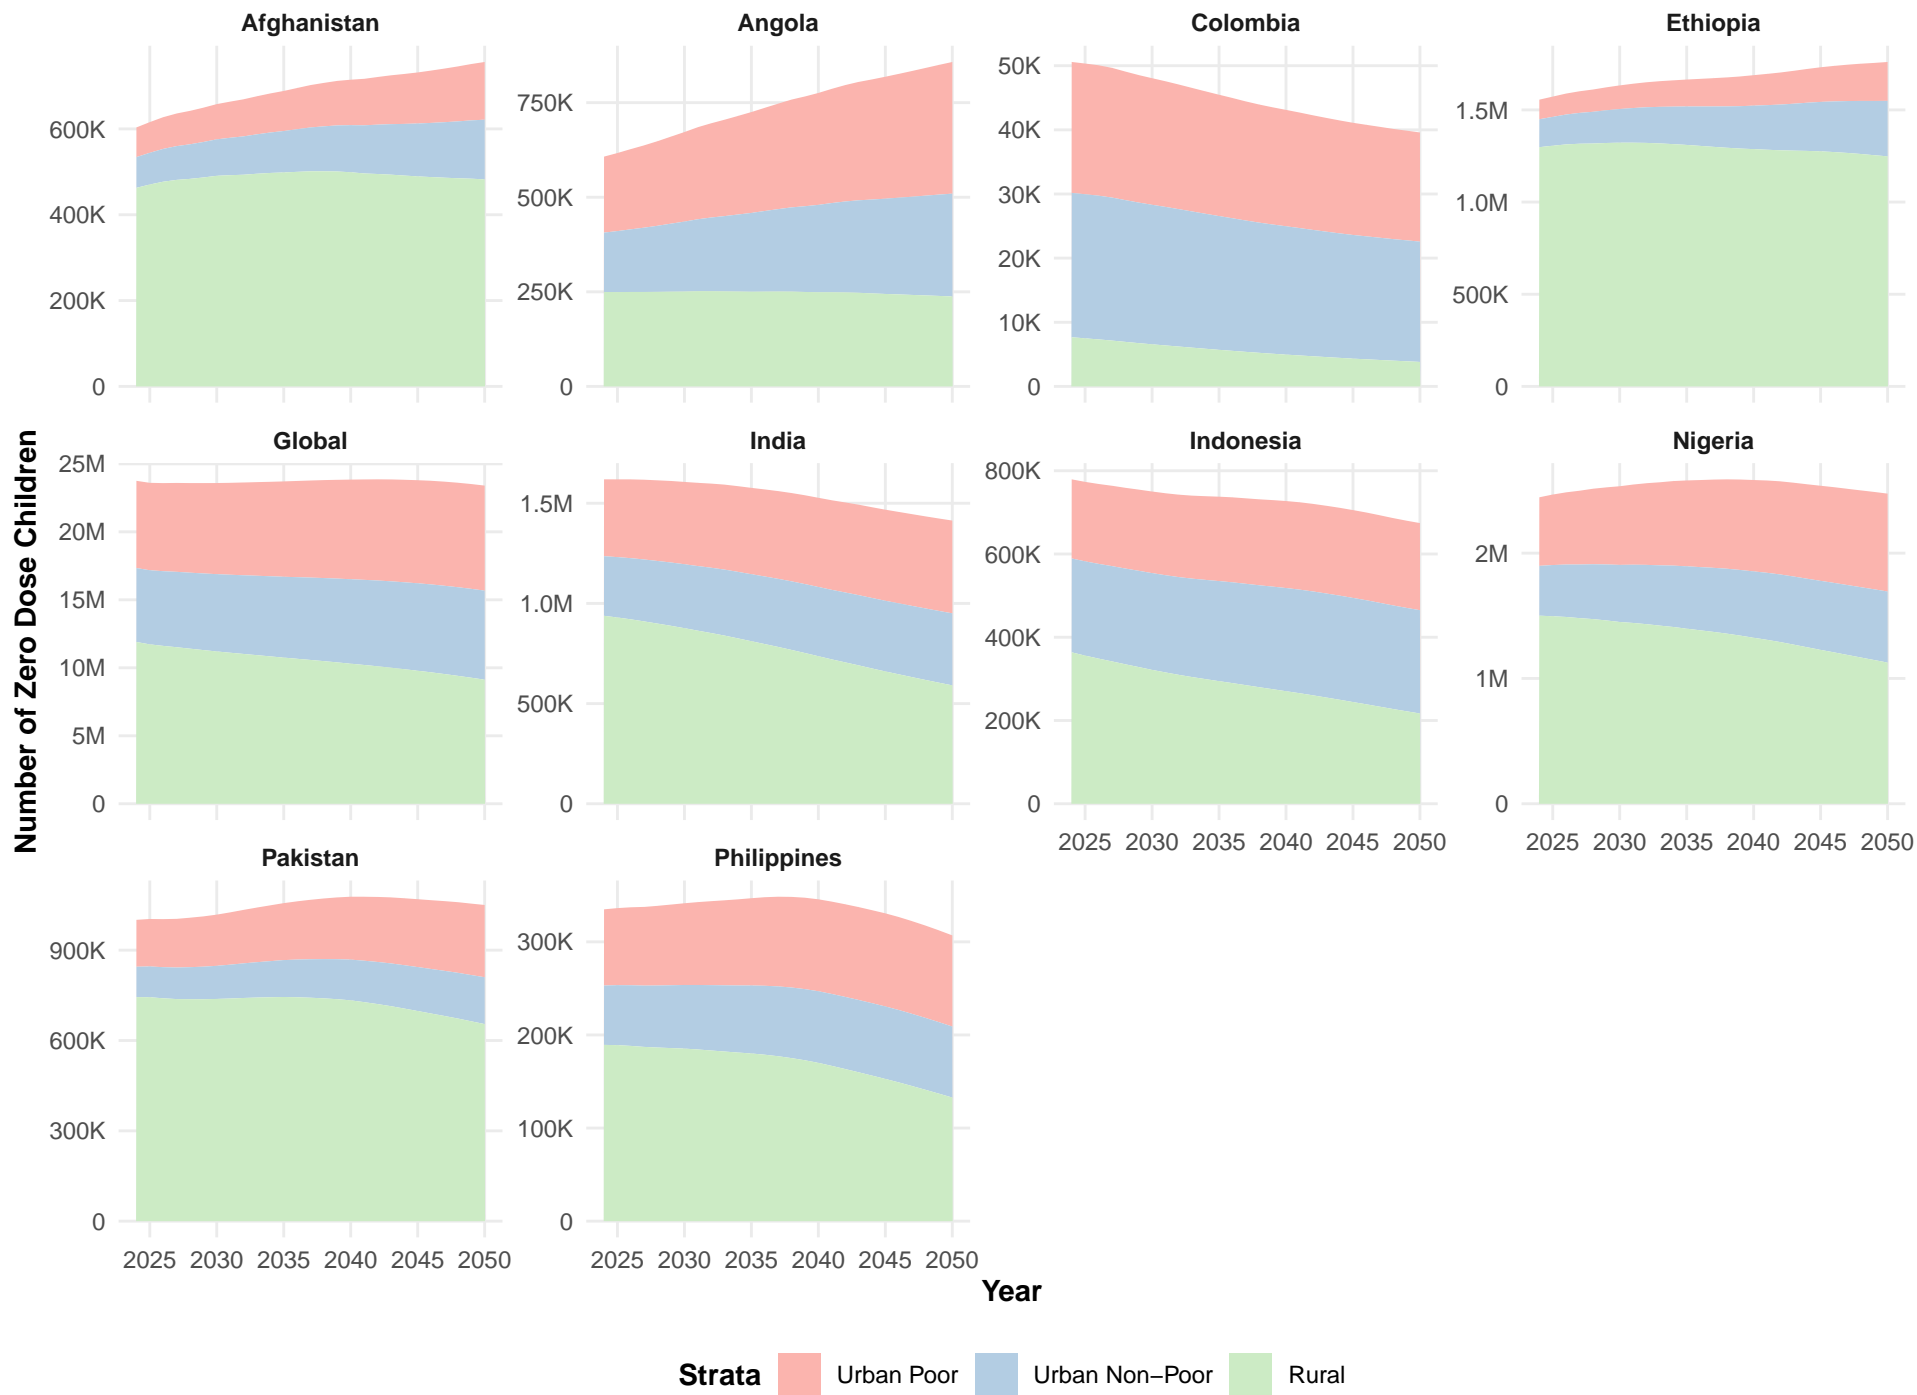 Afghanistan
Angola
Colombia
Ethiopia
600K
400K
200K
0
750K
500K
250K
0
50K
40K
30K
20K
10K
0
1.5M
1.0M
500K
0
Number of Zero Dose Children
Global
India
Indonesia
Nigeria
25M
20M
15M
10M
5M
0
1.5M
1.0M
500K
0
800K
600K
400K
200K
0
2M
1M
0
2025 2030 2035 2040 2045 2050
2025 2030 2035 2040 2045 2050
Pakistan
Philippines
900K
600K
300K
0
300K
200K
100K
0
2025 2030 2035 2040 2045 2050
2025 2030 2035 2040 2045 2050
Year
Strata Urban Poor Urban Non−Poor Rural